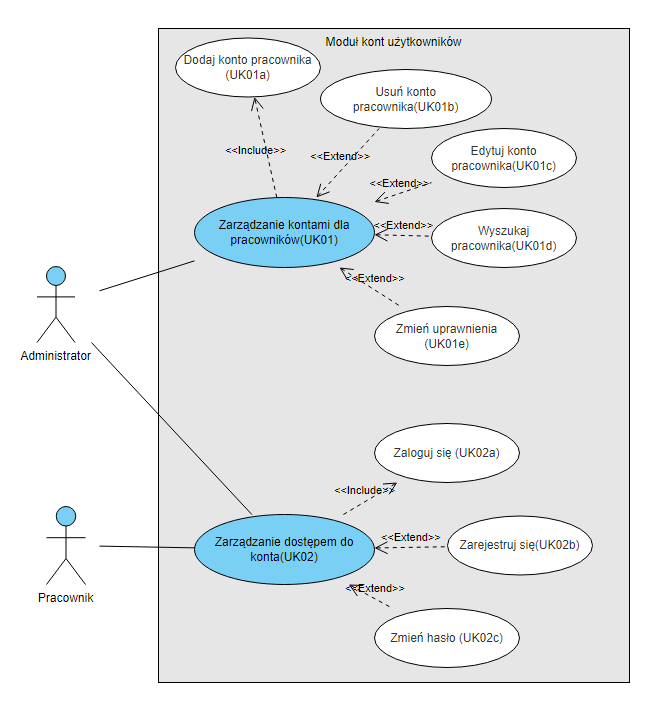 Moduł kont użytkowników
Dodaj konto pracownika
(UK01a)
Usuń konto
pracownika(UK01b)
<<Include>>
<<Extend>>
Edytuj konto
pracownika(UK01c)
<<Extend>>
Zarządzanie kontami dla
pracowników(UK01)
<<Extend>>
Wyszukaj
pracownika(UK01d)
<<Extend>>
Zmień uprawnienia
(UK01e)
Administrator
Zaloguj się (UK02a)
<<Include>>
Zarządzanie dostępem do
konta(UK02)
<<Extend>>
Zarejestruj się(UK02b)
<<Extend>>
Pracownik
Zmień hasło (UK02c)